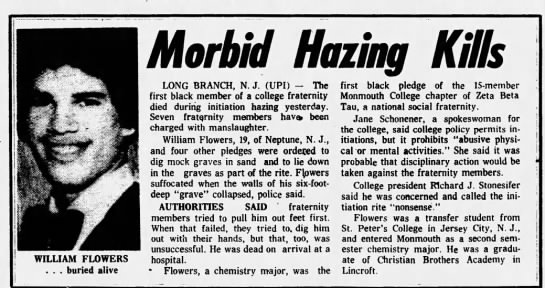 Morbid Hazing Kills
LONG BRANCH, N. J. (UPI) — The
first black member of a college fraternity
died during initiation hazing yesterday.
Seven fraternity members have been
charged with manslaughter.
William Flowers, 19, of Neptune, N. J.,
and four other pledges were ordered to
dig mock graves in sand and to lie down
in the graves as part of the rite. Flowers
suffocated when the walls of his six-foot-
deep "grave" collapsed, police said.
AUTHORITIES SAID fraternity
members tried to pull him out feet first.
When that failed, they tried to dig him
out with their hands, but that, too, was
unsuccessful. He was dead on arrival at a
hospital.
Flowers, a chemistry major, was the
first black pledge of the 15-member
Monmouth College chapter of Zeta Beta
Tau, a national social fraternity.
Jane Schonener, a spokeswoman for
the college, said college policy permits in-
itiations, but it prohibits "abusive physi-
cal or mental activities." She said it was
probable that disciplinary action would be
taken against the fraternity members.
College president Richard J. Stonesifer
said he was concerned and called the ini-
tiation rite "nonsense."
Flowers was a transfer student from
St. Peter's College in Jersey City, N. J.,
and entered Monmouth as a second sem-
ester chemistry major. He was a gradu-
ate of Christian Brothers Academy in
Lincroft.
WILLIAM FLOWERS
. . . buried alive